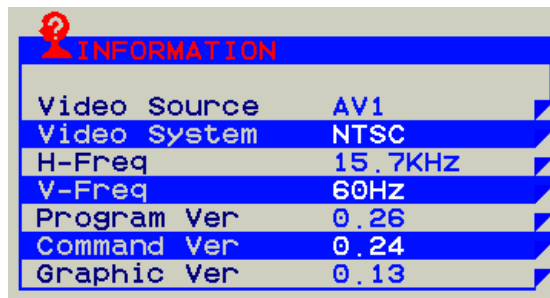 INFORMATION
Video Source AV1
Video System NTSC
H-Freq 15.7KHz
V-Freq 60Hz
Program Ver 0.26
Command Ver 0.24
Graphic Ver 0.13